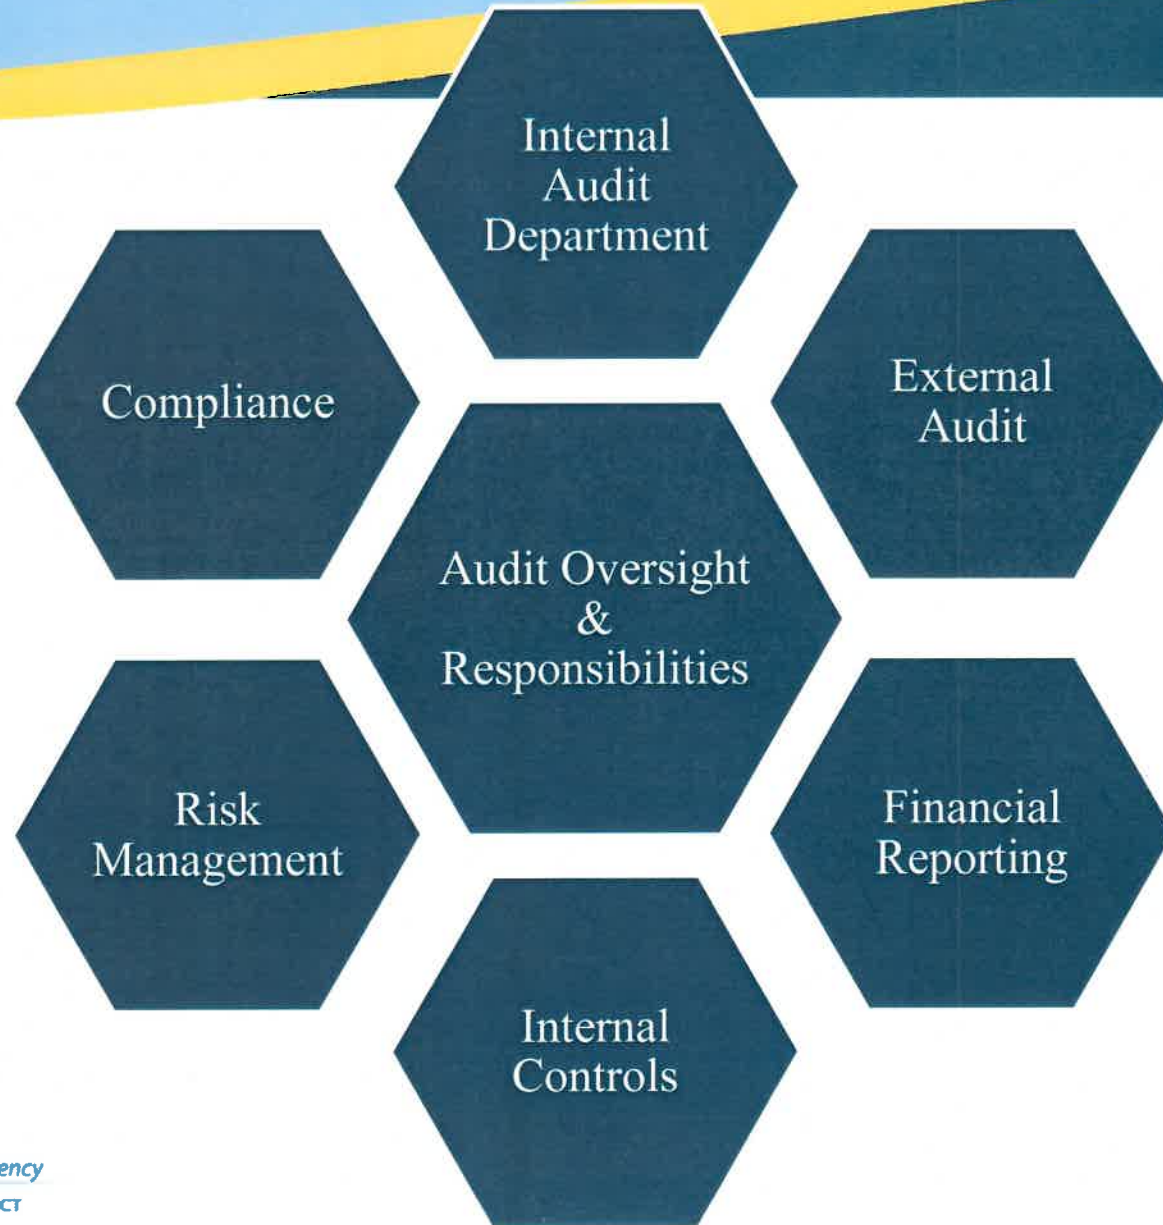 Internal
Audit
Department
External
Audit
Financial
Reporting
Internal
Controls
Risk
Management
Compliance
Audit Oversight
&
Responsibilities